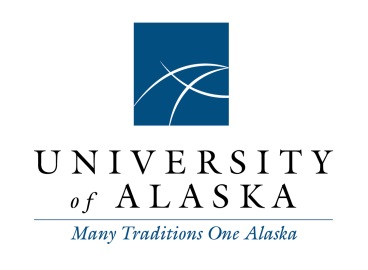 UNIVERSITY
of ALASKA
Many Traditions One Alaska